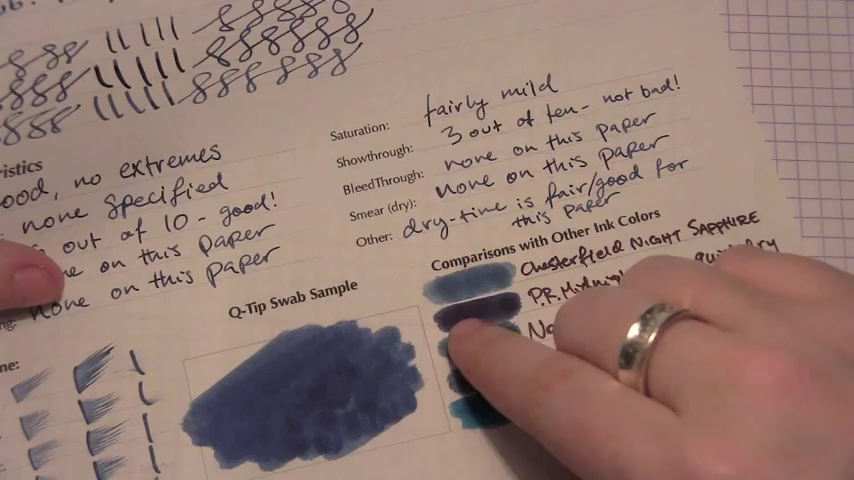 Saturation: fairly mild
Showthrough: 3 out of ten - not bad!
BleedThrough: none on this paper
Smear (dry): none on this paper
Other: dry-time is fair/good for
this paper
ristics
ood, no extremes
none specified
out of 10 - good!
on this paper
none on this paper
Comparisons with Other Ink Colors
Chesterfield NIGHT SAPPHIRE
P.R. quick dry
Q-Tip Swab Sample